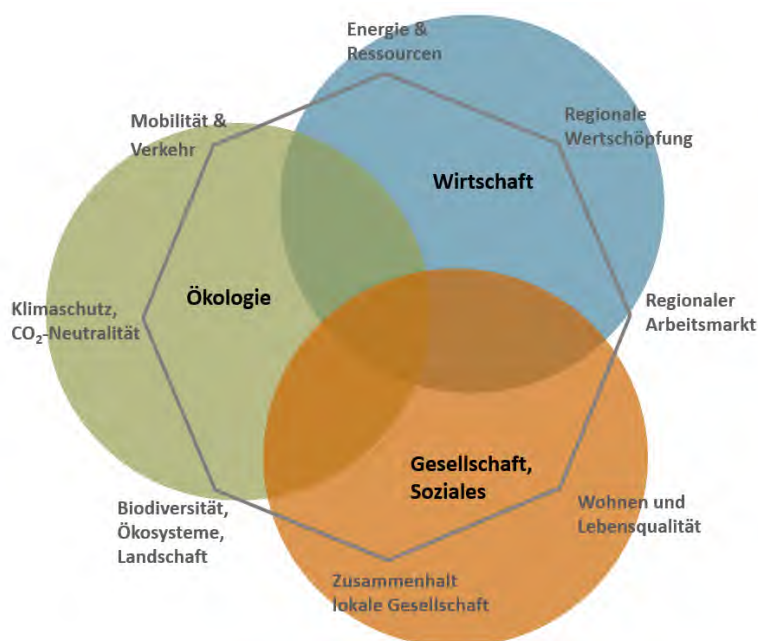 Energie &
Ressourcen
Mobilität &
Verkehr
Regionale
Wertschöpfung
Wirtschaft
Ökologie
Klimaschutz,
CO₂-Neutralität
Regionaler
Arbeitsmarkt
Gesellschaft,
Soziales
Biodiversität,
Ökosysteme,
Landschaft
Wohnen und
Lebensqualität
Zusammenhalt
lokale Gesellschaft